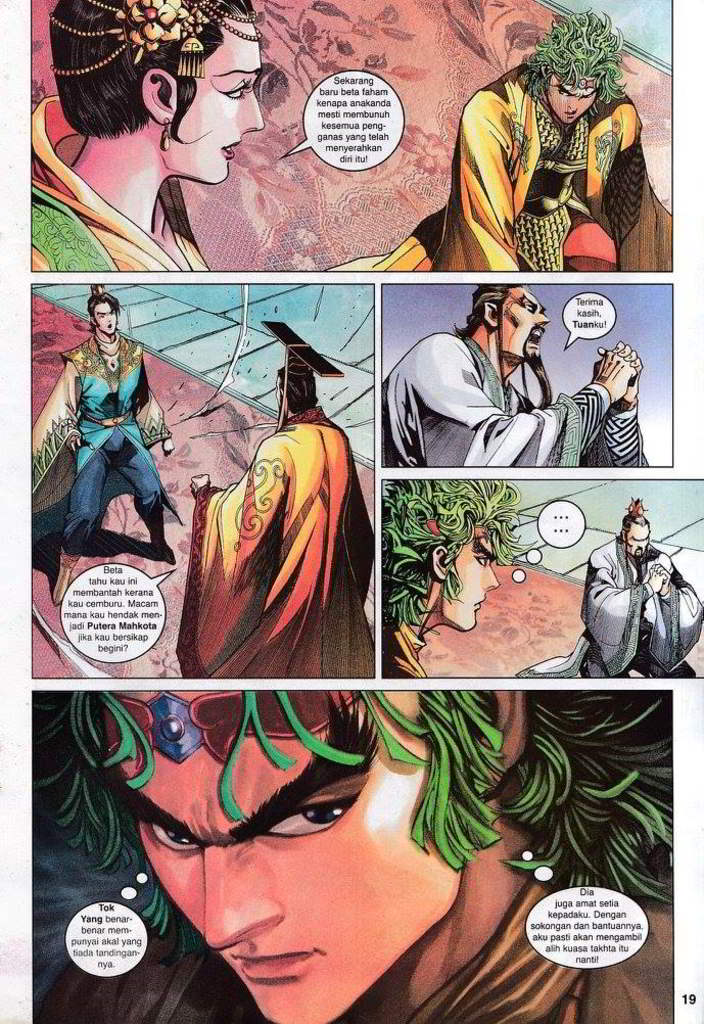 Sekarang
baru beta faham
kenapa anakanda
mesti membunuh
kesemua peng-
ganas yang telah
menyerahkan
diri itu!
Beta
tahu kau ini
membantah kerana
kau cemburu. Macam
mana kau hendak men-
jadi Putera Mahkota
jika kau bersikap
begini?
Terima
kasih,
Tuanku!
...
...
Tok
Yang benar-
benar mem-
punyai akal yang
tiada tandingan-
nya.
Dia
juga amat setia
kepadaku. Dengan
sokongan dan bantuannya,
aku pasti akan mengambil
alih kuasa takhta itu
nanti!
19